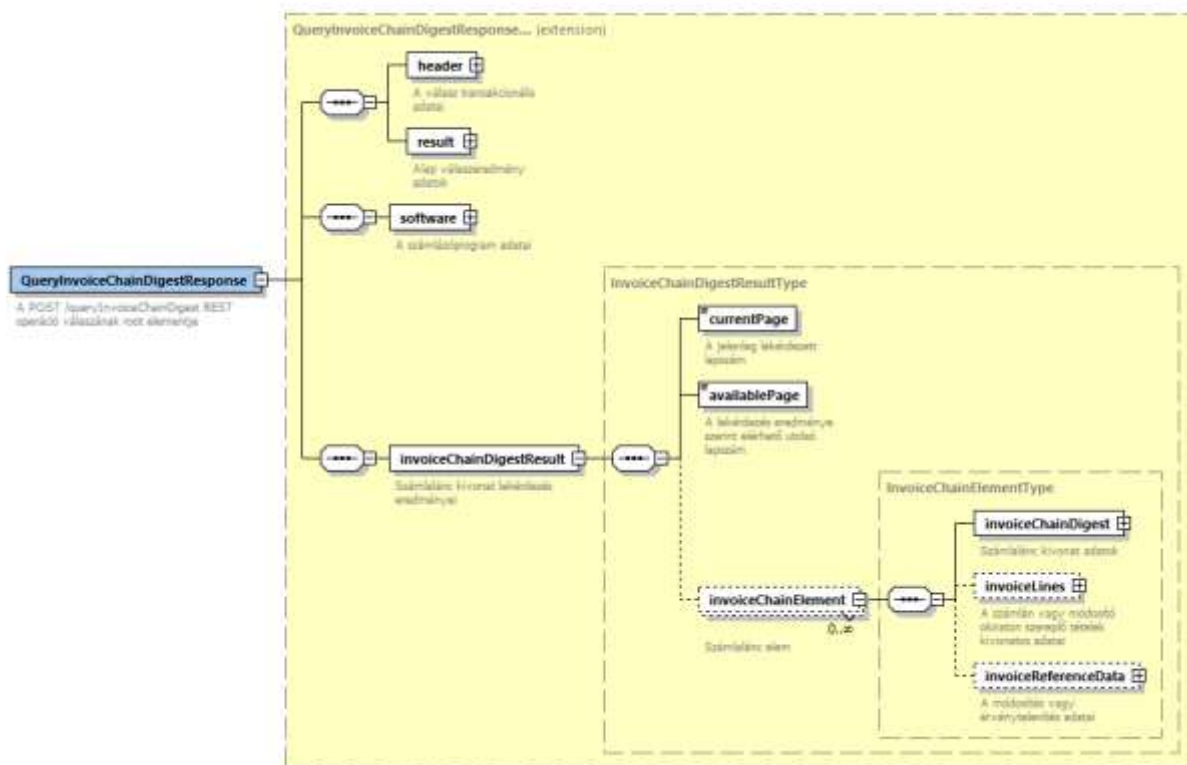 QueryInvoiceChainDigestResponse... (extension)
header
A válasz tranzakcionális
adatai
result
Alap válaszeredmény
adatok
software
A számlázóprogram adatai
QueryInvoiceChainDigestResponse
A POST /queryInvoiceChainDigest REST
operáció válaszának root elementje
InvoiceChainDigestResultType
currentPage
A jelenleg lekérdezett
lapszám
availablePage
A lekérdezés eredménye
szerint elérhető utolsó
lapszám
invoiceChainDigestResult
Számlalánc kivonat lekérdezés
eredményei
InvoiceChainElementType
invoiceChainDigest
Számlalánc kivonat adatok
invoiceLines
A számlán vagy módosító
okiraton szereplő tételek
kivonatos adatai
invoiceChainElement
0..∞
Számlalánc elem
invoiceReferenceData
A módosítás vagy
érvénytelenítés adatai